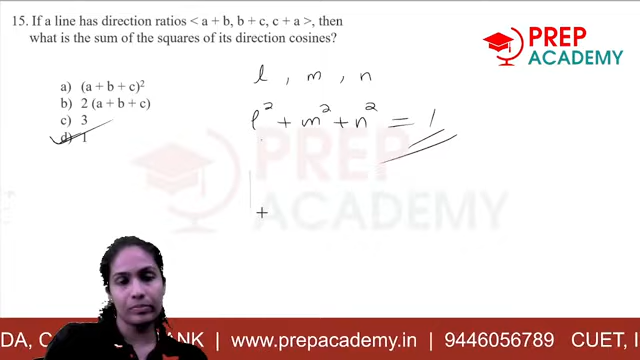 15. If a line has direction ratios < a + b, b + c, c + a >, then
what is the sum of the squares of its direction cosines?
a) (a + b + c)²
b) 2 (a + b + c)
c) 3
d) 1
l , m , n
l² + m² + n² = 1
+
PREP
ACADEMY
PREP
ACADEMY
www.prepacademy.in | 9446056789